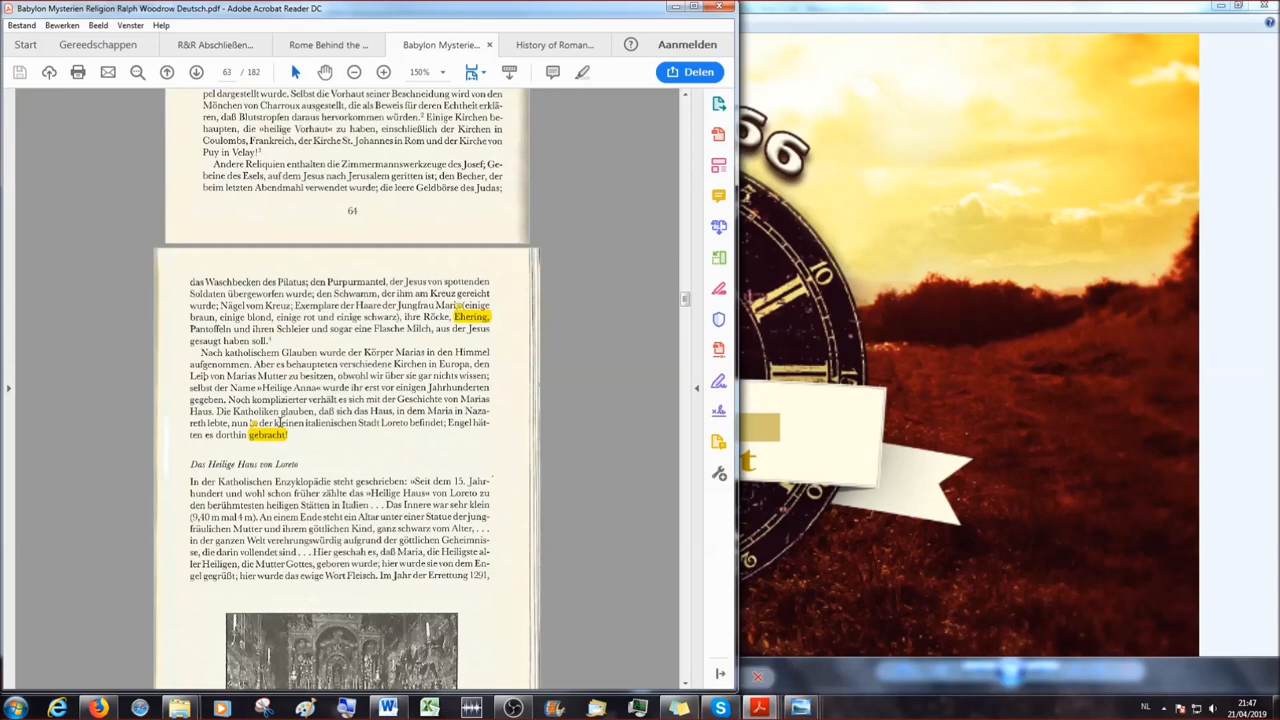 Babylon Mysterien Religion Ralph Woodrow Deutsch.pdf - Adobe Acrobat Reader DC
Bestand Bewerken Beeld Venster Help
Start Gereedschappen R&R Abschließen... Rome Behind the ... Babylon Mysterie... × History of Roman... Aanmelden
63 / 182 150% Delen
pel dargestellt wurde. Selbst die Vorhaut seiner Beschneidung wird von den
Mönchen von Charroux ausgestellt, die als Beweis für deren Echtheit erklä-
ren, daß Blutstropfen daraus hervorkommen würden.² Einige Kirchen be-
haupten, die »heilige Vorhaut« zu haben, einschließlich der Kirchen in
Coulombs, Frankreich, der Kirche St. Johannes in Rom und der Kirche von
Puy in Velay!³
Andere Reliquien enthalten die Zimmermannswerkzeuge des Josef; Ge-
beine des Esels, auf dem Jesus nach Jerusalem geritten ist; den Becher, der
beim letzten Abendmahl verwendet wurde; die leere Geldbörse des Judas;
64
das Waschbecken des Pilatus; den Purpurmantel, der Jesus von spottenden
Soldaten übergeworfen wurde; den Schwamm, der ihm am Kreuz gereicht
wurde; Nägel vom Kreuz; Exemplare der Haare der Jungfrau Maria (einige
braun, einige blond, einige rot und einige schwarz), ihre Röcke, Ehering,
Pantoffeln und ihren Schleier und sogar eine Flasche Milch, aus der Jesus
gesaugt haben soll.⁴
Nach katholischem Glauben wurde der Körper Marias in den Himmel
aufgenommen. Aber es behaupteten verschiedene Kirchen in Europa, den
Leib von Marias Mutter zu besitzen, obwohl wir über sie gar nichts wissen;
selbst der Name »Heilige Anna« wurde ihr erst vor einigen Jahrhunderten
gegeben. Noch komplizierter verhält es sich mit der Geschichte von Marias
Haus. Die Katholiken glauben, daß sich das Haus, in dem Maria in Naza-
reth lebte, nun in der kleinen italienischen Stadt Loreto befindet; Engel hät-
ten es dorthin gebracht!
Das Heilige Haus von Loreto
In der Katholischen Enzyklopädie steht geschrieben: »Seit dem 15. Jahr-
hundert und wohl schon früher zählte das »Heilige Haus« von Loreto zu
den berühmtesten heiligen Stätten in Italien . . . Das Innere war sehr klein
(9,40 m mal 4 m). An einem Ende steht ein Altar unter einer Statue der jung-
fräulichen Mutter und ihrem göttlichen Kind, ganz schwarz vom Alter, . . .
in der ganzen Welt verehrungswürdig aufgrund der göttlichen Geheimnis-
se, die darin vollendet sind . . . Hier geschah es, daß Maria, die Heiligste al-
ler Heiligen, die Mutter Gottes, geboren wurde; hier wurde sie von dem En-
gel gegrüßt; hier wurde das ewige Wort Fleisch. Im Jahr der Errettung 1291,
56
10
II
III
t
NL 21:47
21/04/2019